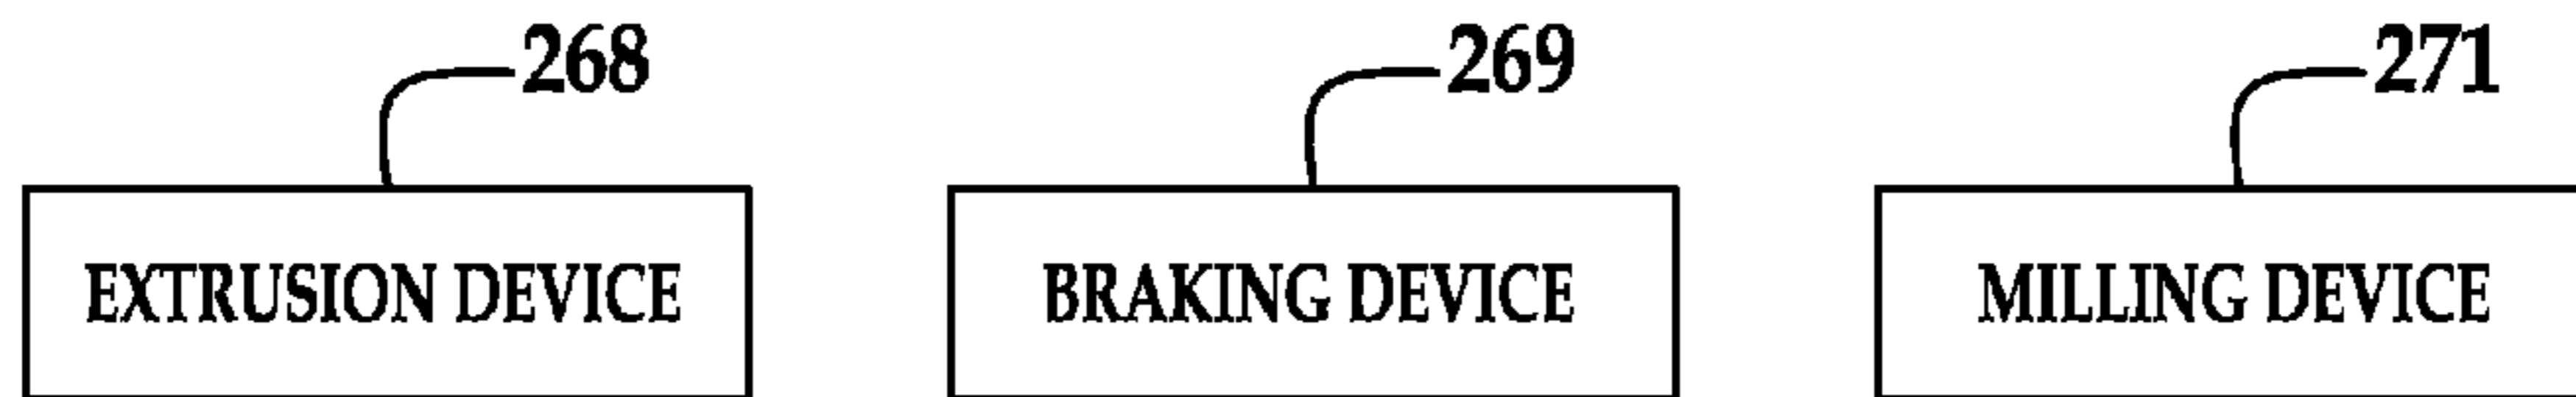 268 269 271
EXTRUSION DEVICE BRAKING DEVICE MILLING DEVICE